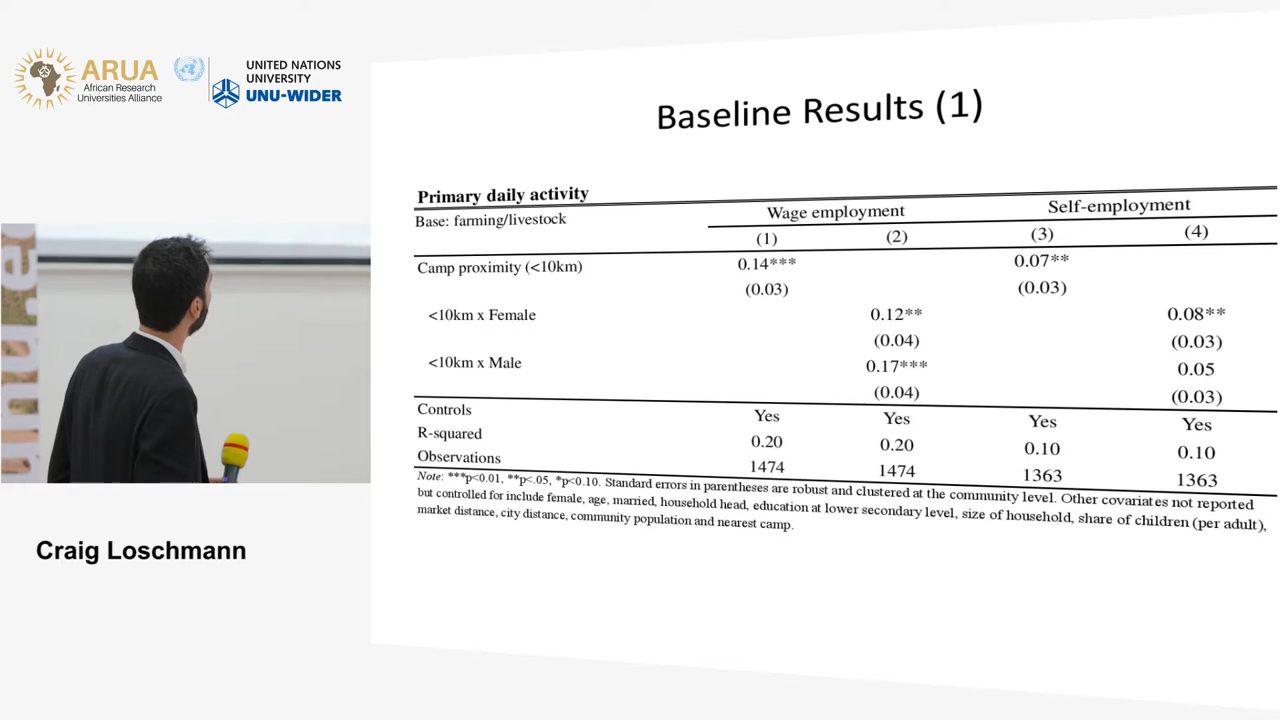 ARUA
African Research
Universities Alliance
UNITED NATIONS
UNIVERSITY
UNU-WIDER
Baseline Results (1)
Primary daily activity
Base: farming/livestock Wage employment Self-employment
(1) (2) (3) (4)
Camp proximity (<10km) 0.14*** 0.07**
(0.03) (0.03)
<10km x Female 0.12** 0.08**
(0.04) (0.03)
<10km x Male 0.17*** 0.05
(0.04) (0.03)
Controls Yes Yes Yes Yes
R-squared 0.20 0.20 0.10 0.10
Observations 1474 1474 1363 1363
Note: ***p<0.01, **p<.05, *p<0.10. Standard errors in parentheses are robust and clustered at the community level. Other covariates not reported
but controlled for include female, age, married, household head, education at lower secondary level, size of household, share of children (per adult),
market distance, city distance, community population and nearest camp.
Craig Loschmann